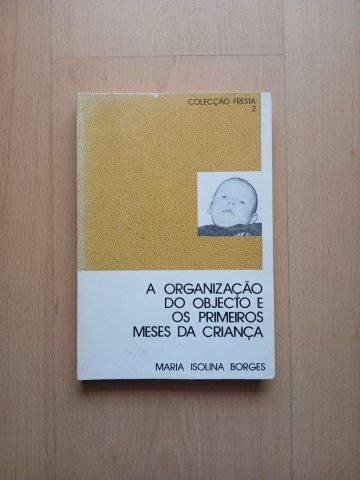 COLECÇÃO FRESTA
2
A ORGANIZAÇÃO
DO OBJECTO E
OS PRIMEIROS
MESES DA CRIANÇA
MARIA ISOLINA BORGES